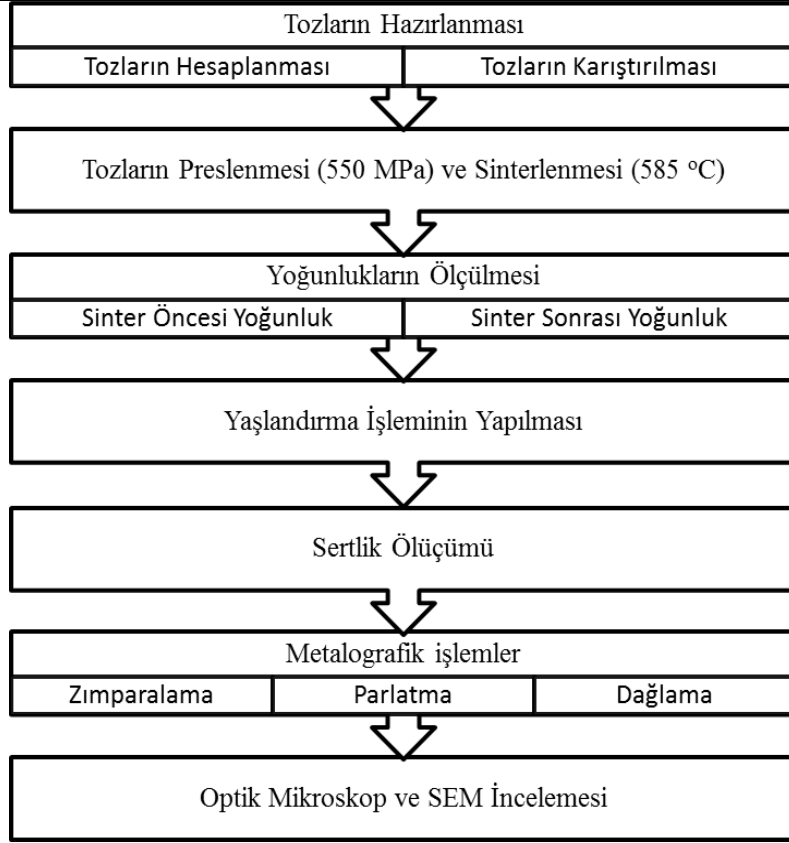 Tozların Hazırlanması
Tozların Hesaplanması
Tozların Karıştırılması
Tozların Preslenmesi (550 MPa) ve Sinterlenmesi (585 ºC)
Yoğunlukların Ölçülmesi
Sinter Öncesi Yoğunluk
Sinter Sonrası Yoğunluk
Yaşlandırma İşleminin Yapılması
Sertlik Ölüçümü
Metalografik işlemler
Zımparalama
Parlatma
Dağlama
Optik Mikroskop ve SEM İncelemesi